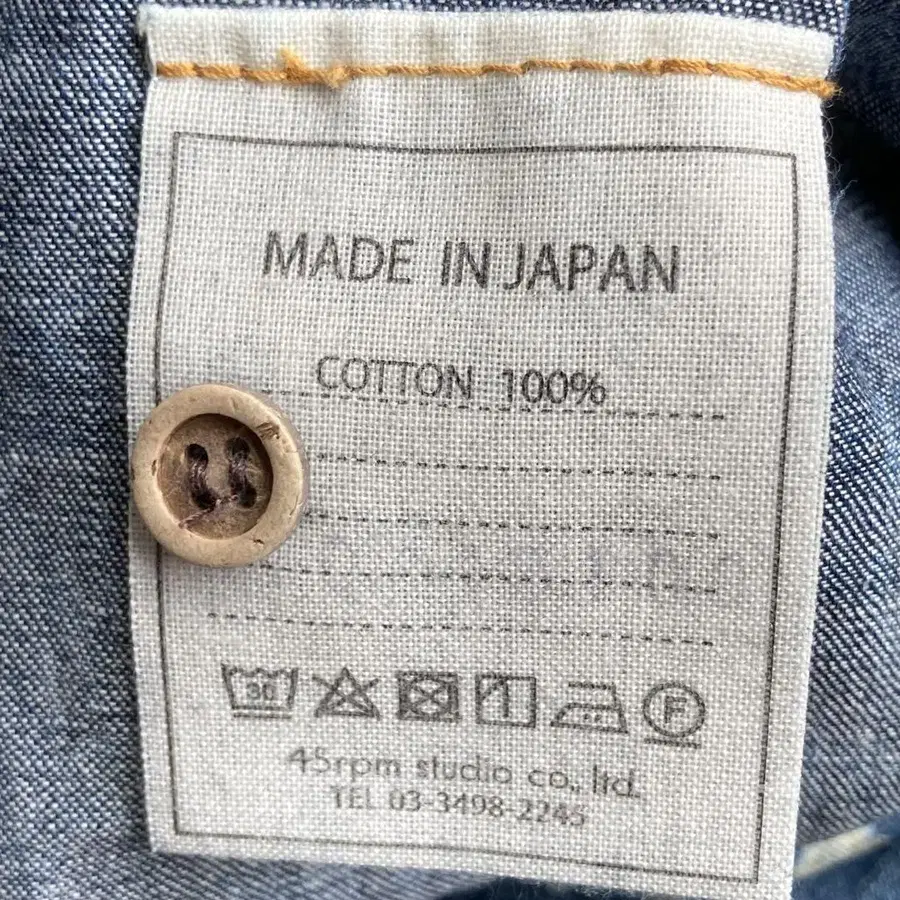 MADE IN JAPAN
COTTON 100%
30 F
45rpm studio co., ltd.
TEL 03-3498-2245